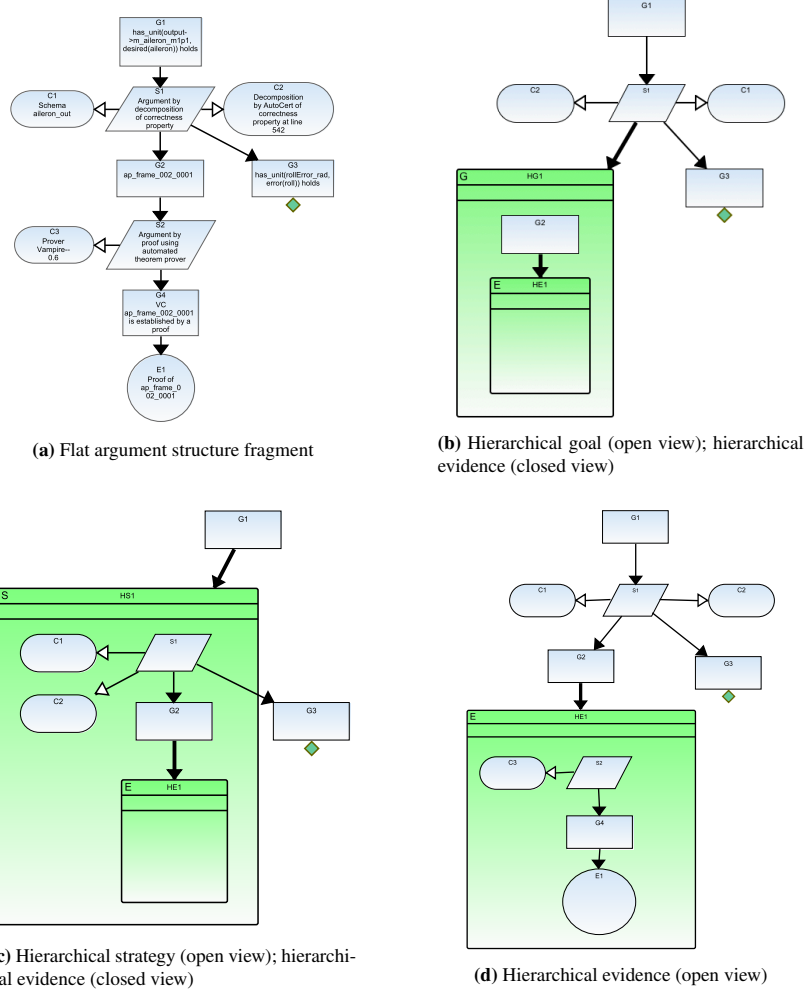 G1
has_unit(output-
>m_aileron_m1p1,
desired(aileron)) holds
C1
Schema
aileron_out
S1
Argument by
decomposition
of correctness
property
C2
Decomposition
by AutoCert of
correctness
property at line
542
G2
ap_frame_002_0001
G3
has_unit(rollError_rad,
error(roll)) holds
C3
Prover
Vampire--
0.6
S2
Argument by
proof using
automated
theorem prover
G4
VC
ap_frame_002_0001
is established by a
proof
E1
Proof of
ap_frame_0
02_0001
(a) Flat argument structure fragment
G1
C2
S1
C1
G
HG1
G3
G2
E
HE1
(b) Hierarchical goal (open view); hierarchical
evidence (closed view)
G1
S
HS1
C1
S1
C2
G2
G3
E
HE1
c) Hierarchical strategy (open view); hierarchi-
al evidence (closed view)
G1
C1
S1
C2
G2
G3
E
HE1
C3
S2
G4
E1
(d) Hierarchical evidence (open view)